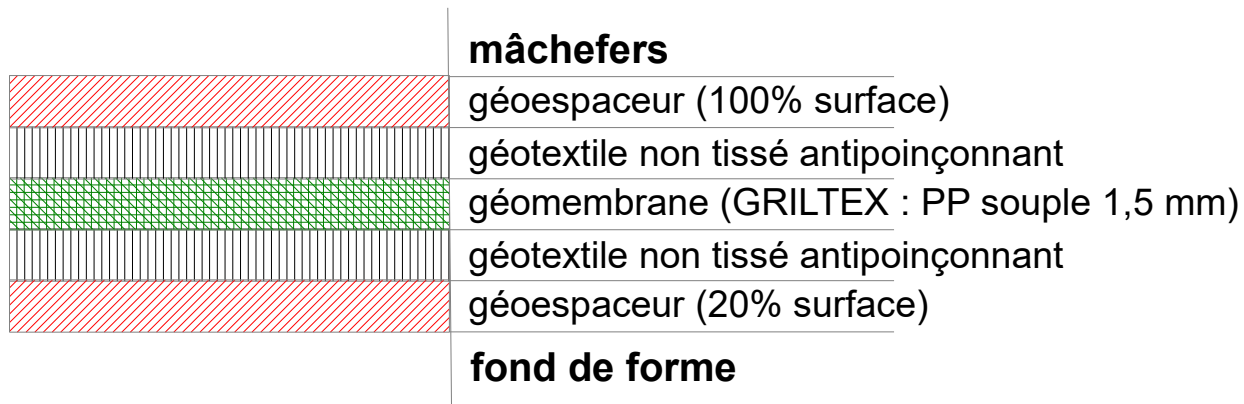 mâchefers
géoespaceur (100% surface)
géotextile non tissé antipoinçonnant
géomembrane (GRILTEX : PP souple 1,5 mm)
géotextile non tissé antipoinçonnant
géoespaceur (20% surface)
fond de forme